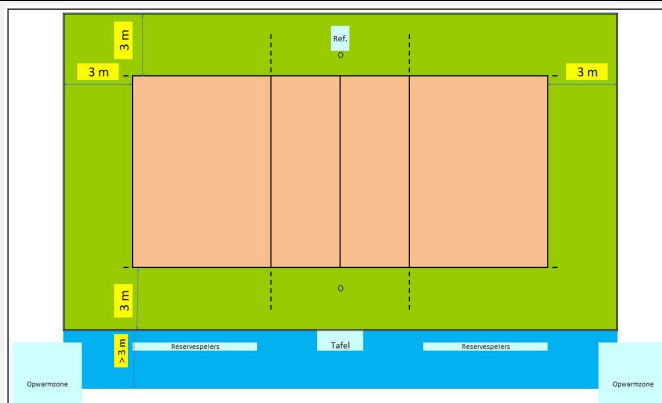 3 m
Ref.
O
3 m
3 m
3 m
O
> 3 m
Reservespelers
Tafel
Reservespelers
Opwarmzone
Opwarmzone